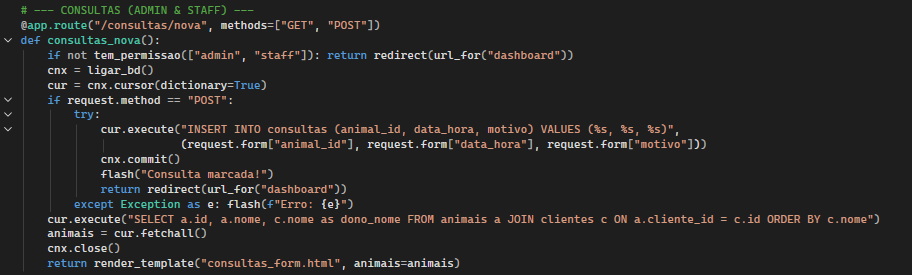 # --- CONSULTAS (ADMIN & STAFF) ---
@app.route("/consultas/nova", methods=["GET", "POST"])
def consultas_nova():
    if not tem_permissao(["admin", "staff"]): return redirect(url_for("dashboard"))
    cnx = ligar_bd()
    cur = cnx.cursor(dictionary=True)
    if request.method == "POST":
        try:
            cur.execute("INSERT INTO consultas (animal_id, data_hora, motivo) VALUES (%s, %s, %s)",
                        (request.form["animal_id"], request.form["data_hora"], request.form["motivo"]))
            cnx.commit()
            flash("Consulta marcada!")
            return redirect(url_for("dashboard"))
        except Exception as e: flash(f"Erro: {e}")
    cur.execute("SELECT a.id, a.nome, c.nome as dono_nome FROM animais a JOIN clientes c ON a.cliente_id = c.id ORDER BY c.nome")
    animais = cur.fetchall()
    cnx.close()
    return render_template("consultas_form.html", animais=animais)